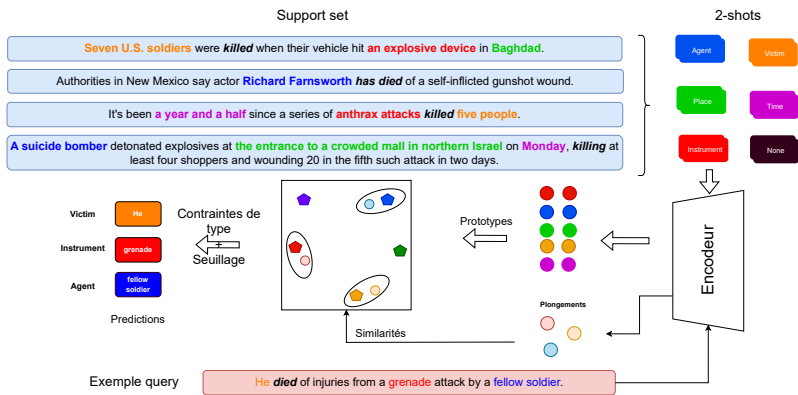 Support set
2-shots
Seven U.S. soldiers were killed when their vehicle hit an explosive device in Baghdad.
Authorities in New Mexico say actor Richard Farnsworth has died of a self-inflicted gunshot wound.
It's been a year and a half since a series of anthrax attacks killed five people.
A suicide bomber detonated explosives at the entrance to a crowded mall in northern Israel on Monday, killing at
least four shoppers and wounding 20 in the fifth such attack in two days.
Agent
Victim
Place
Time
Instrument
None
Victim
He
Instrument
grenade
Agent
fellow
soldier
Predictions
Contraintes de
type
+
Seuillage
Prototypes
Encodeur
Plongements
Similarités
Exemple query
He died of injuries from a grenade attack by a fellow soldier.